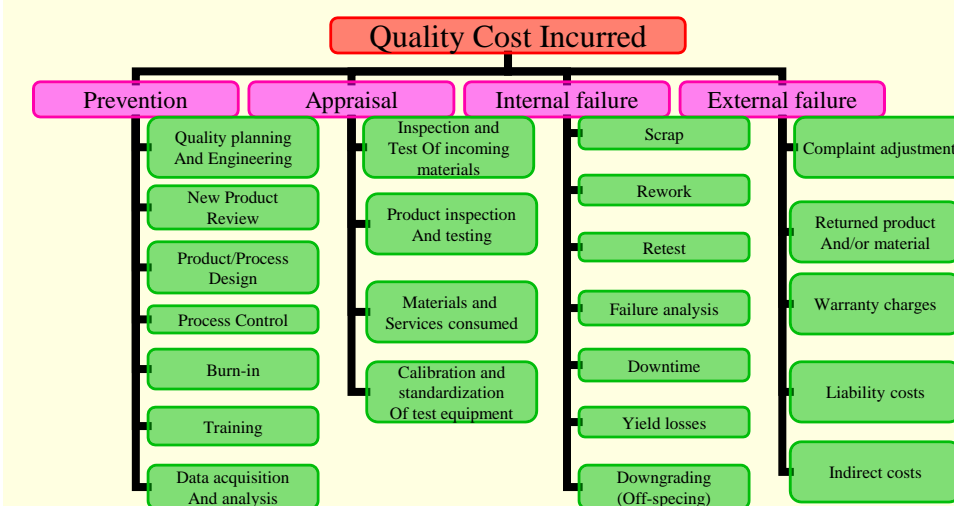 Quality Cost Incurred
Prevention
Quality planning
And Engineering
New Product
Review
Product/Process
Design
Process Control
Burn-in
Training
Data acquisition
And analysis
Appraisal
Inspection and
Test Of incoming
materials
Product inspection
And testing
Materials and
Services consumed
Calibration and
standardization
Of test equipment
Internal failure
Scrap
Rework
Retest
Failure analysis
Downtime
Yield losses
Downgrading
(Off-specing)
External failure
Complaint adjustment
Returned product
And/or material
Warranty charges
Liability costs
Indirect costs